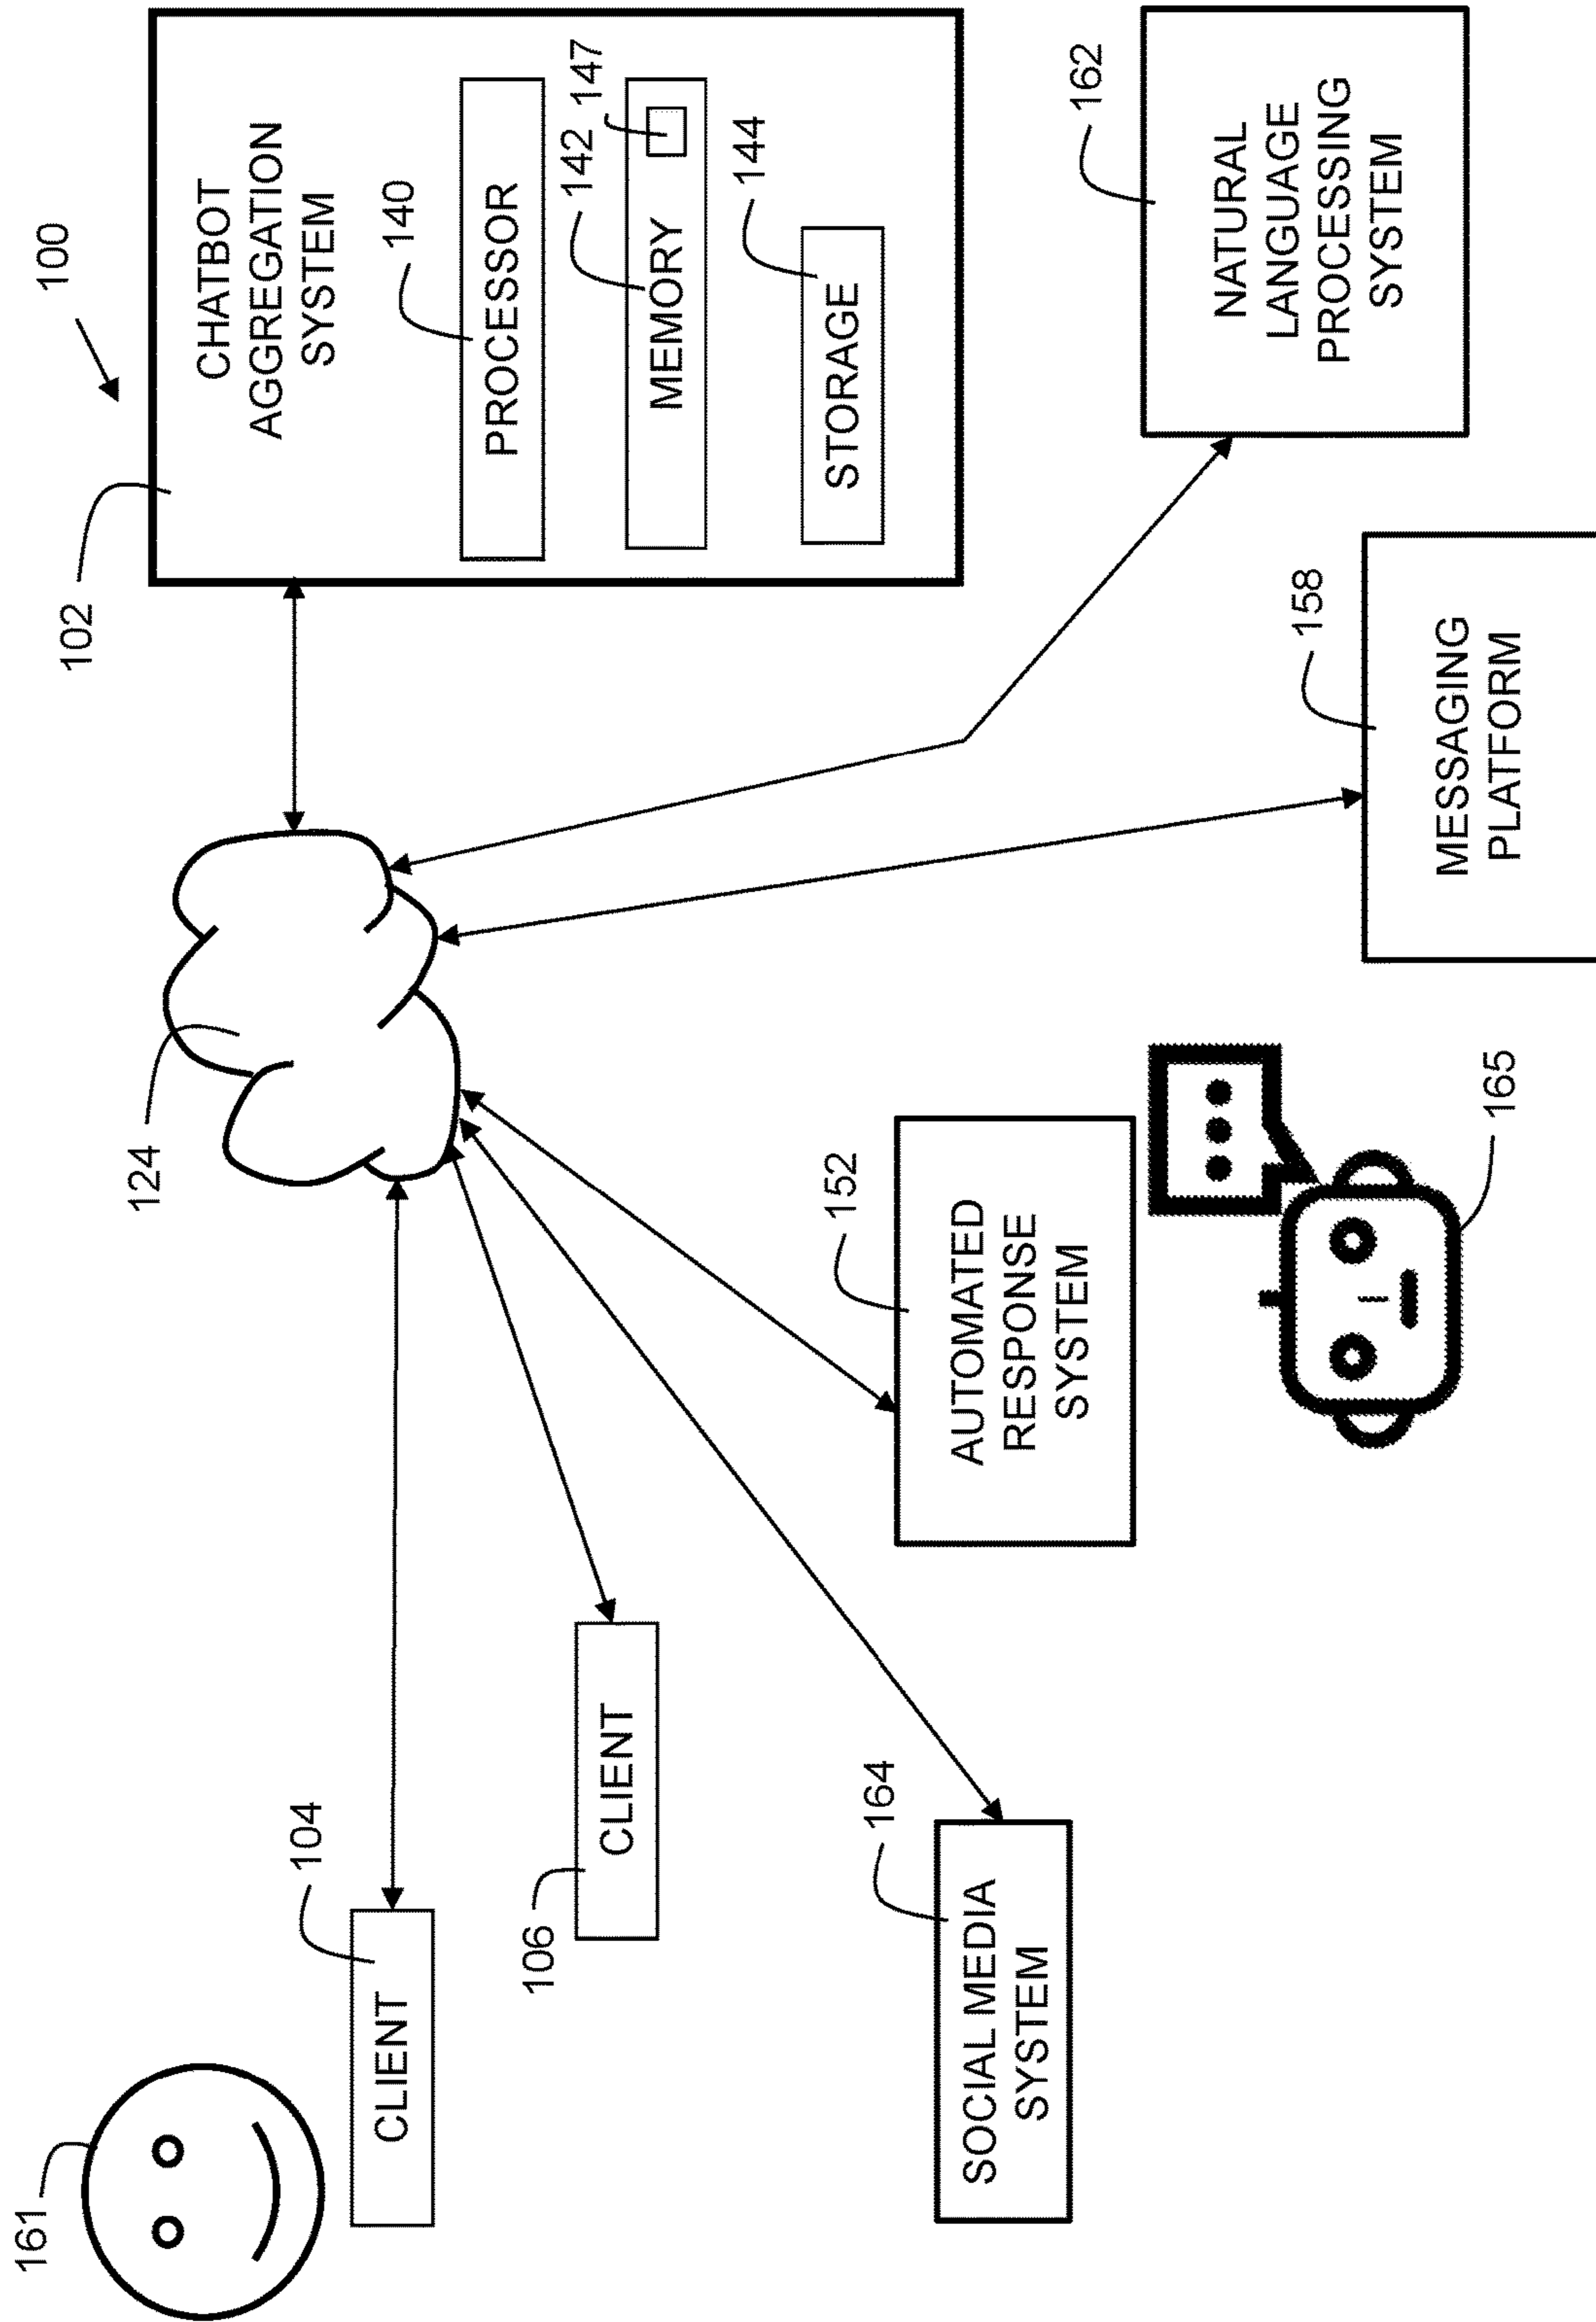 100
161
104
CLIENT
106
CLIENT
124
102
CHATBOT
AGGREGATION
SYSTEM
140
PROCESSOR
142
147
MEMORY
144
STORAGE
164
SOCIAL MEDIA
SYSTEM
152
AUTOMATED
RESPONSE
SYSTEM
165
158
MESSAGING
PLATFORM
162
NATURAL
LANGUAGE
PROCESSING
SYSTEM